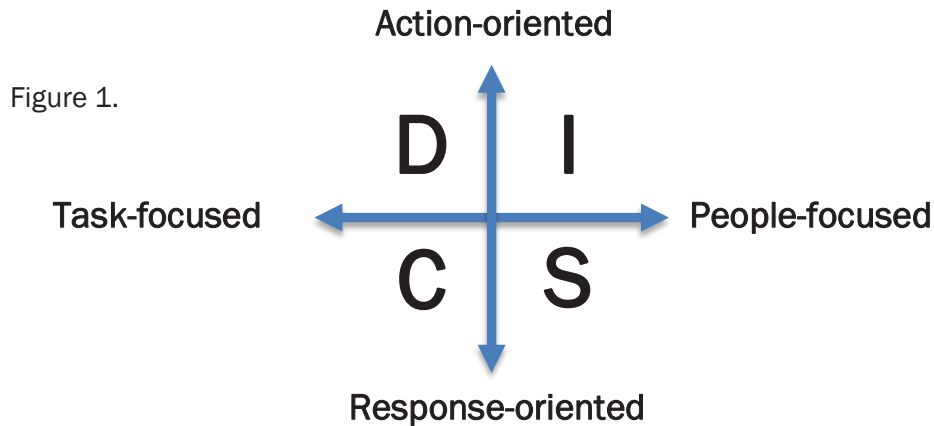 Action-oriented
Figure 1.
D I
Task-focused People-focused
C S
Response-oriented